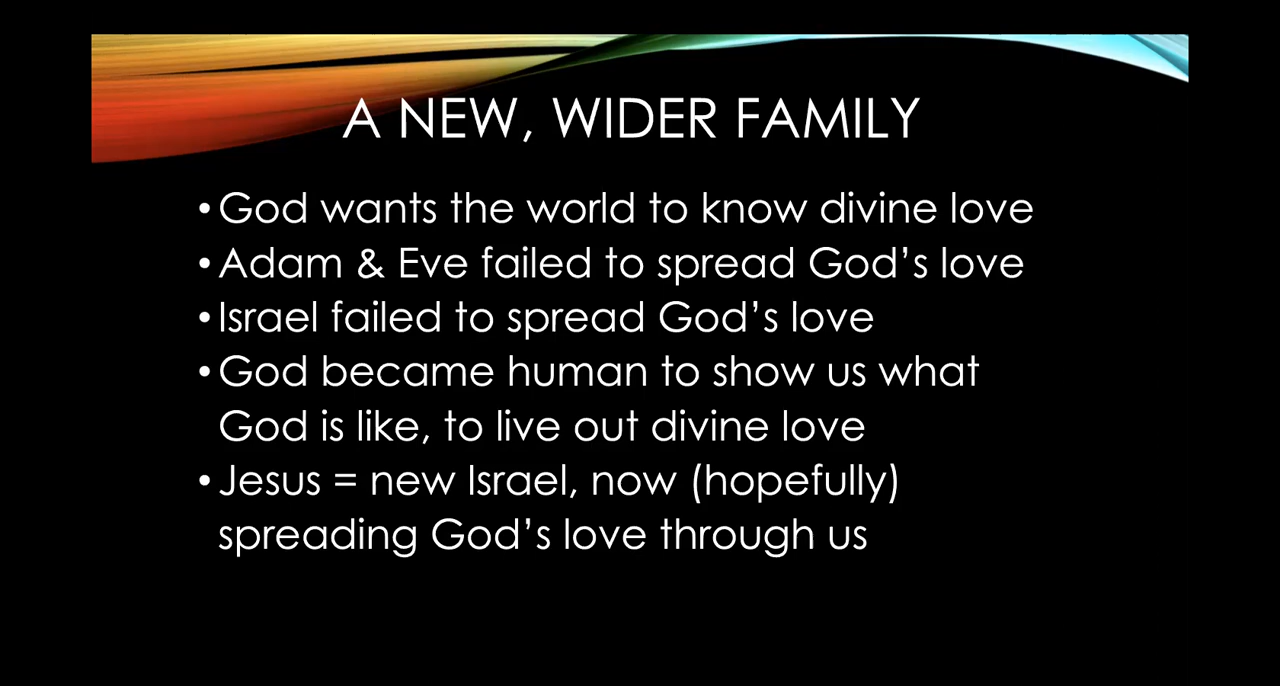 A NEW, WIDER FAMILY
•God wants the world to know divine love
•Adam & Eve failed to spread God’s love
•Israel failed to spread God’s love
•God became human to show us what
God is like, to live out divine love
•Jesus = new Israel, now (hopefully)
spreading God’s love through us